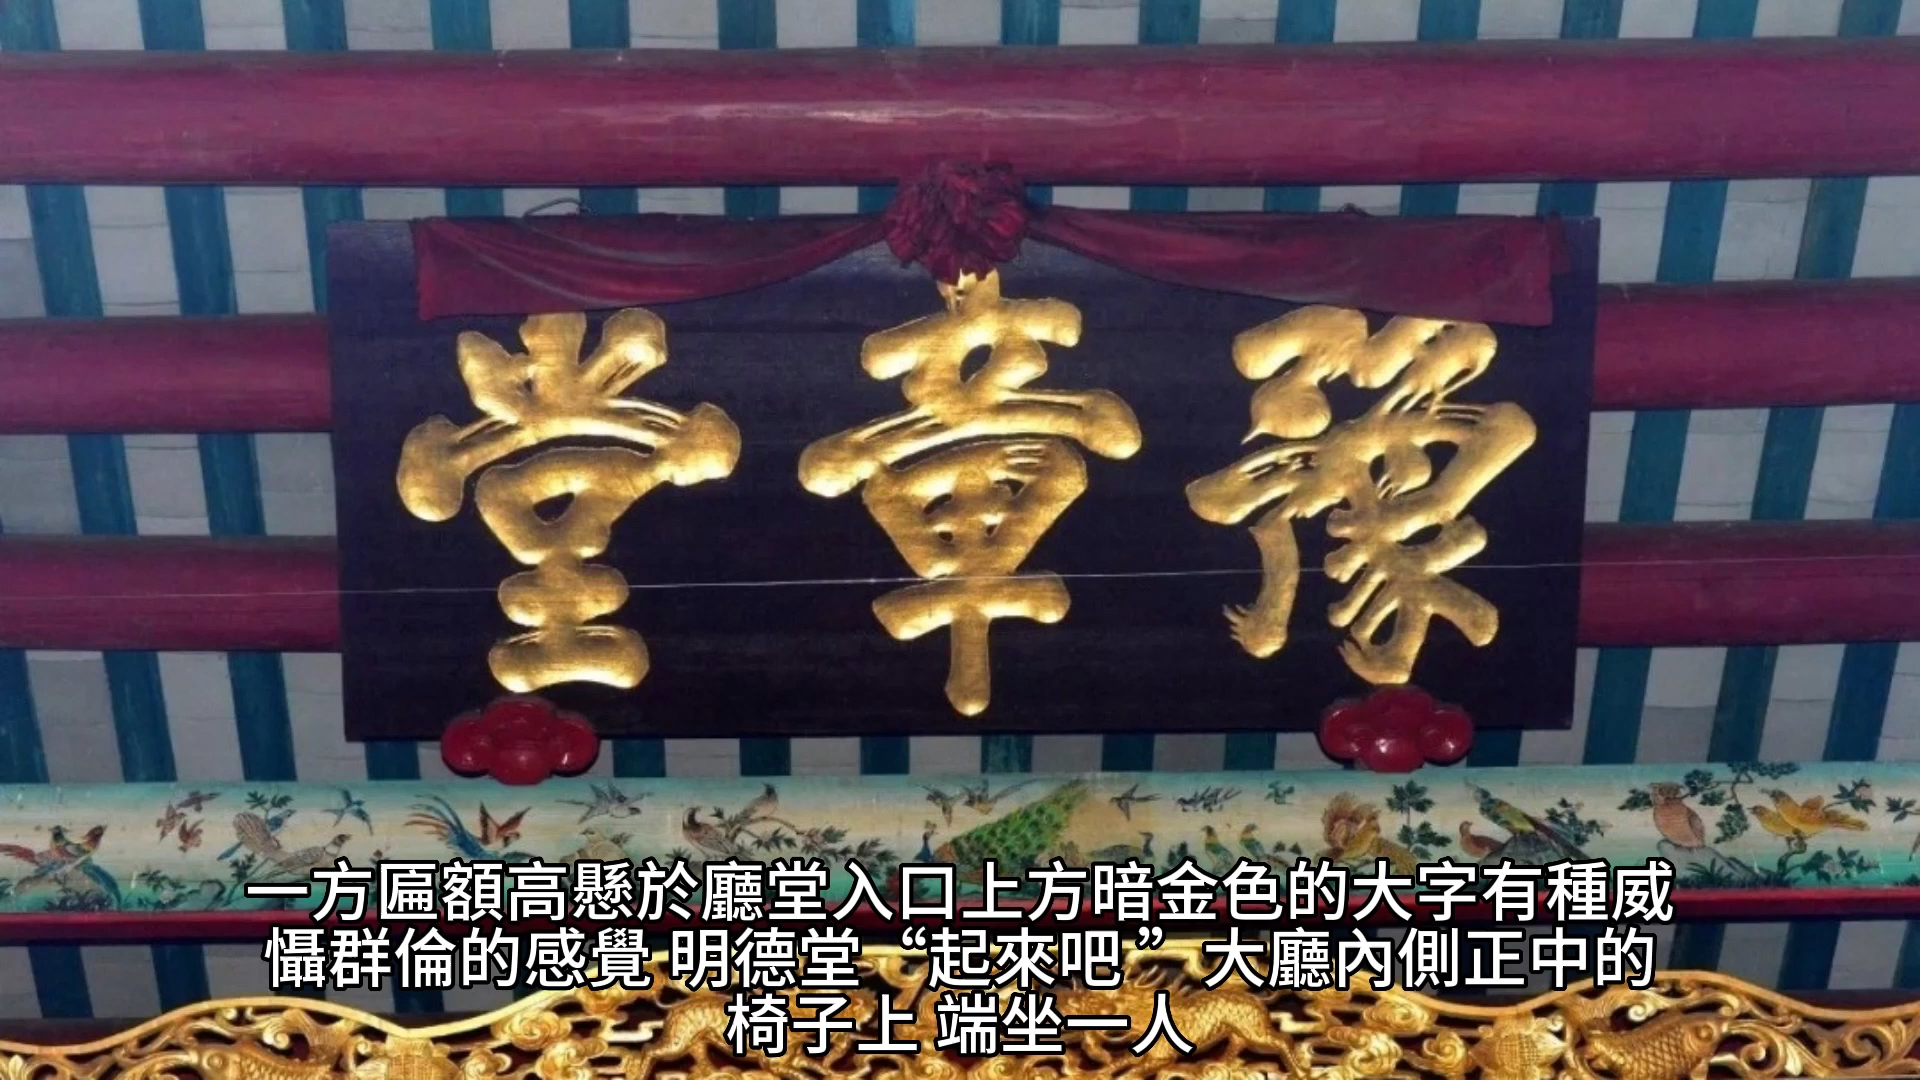 豫章堂
一方匾額高懸於廳堂入口上方暗金色的大字有種威
懾群倫的感覺 明德堂“起來吧”大廳內側正中的
椅子上 端坐一人